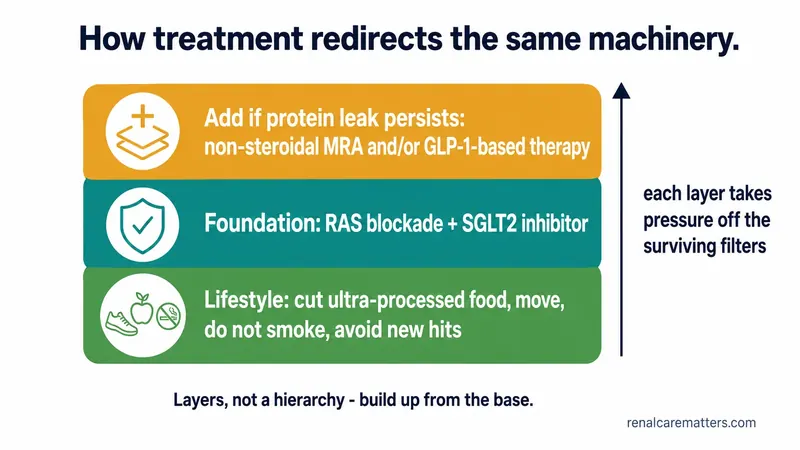 How treatment redirects the same machinery.
Add if protein leak persists:
non-steroidal MRA and/or GLP-1-based therapy
Foundation: RAS blockade + SGLT2 inhibitor
Lifestyle: cut ultra-processed food, move,
do not smoke, avoid new hits
each layer takes
pressure off the
surviving filters
Layers, not a hierarchy - build up from the base.
renalcarematters.com